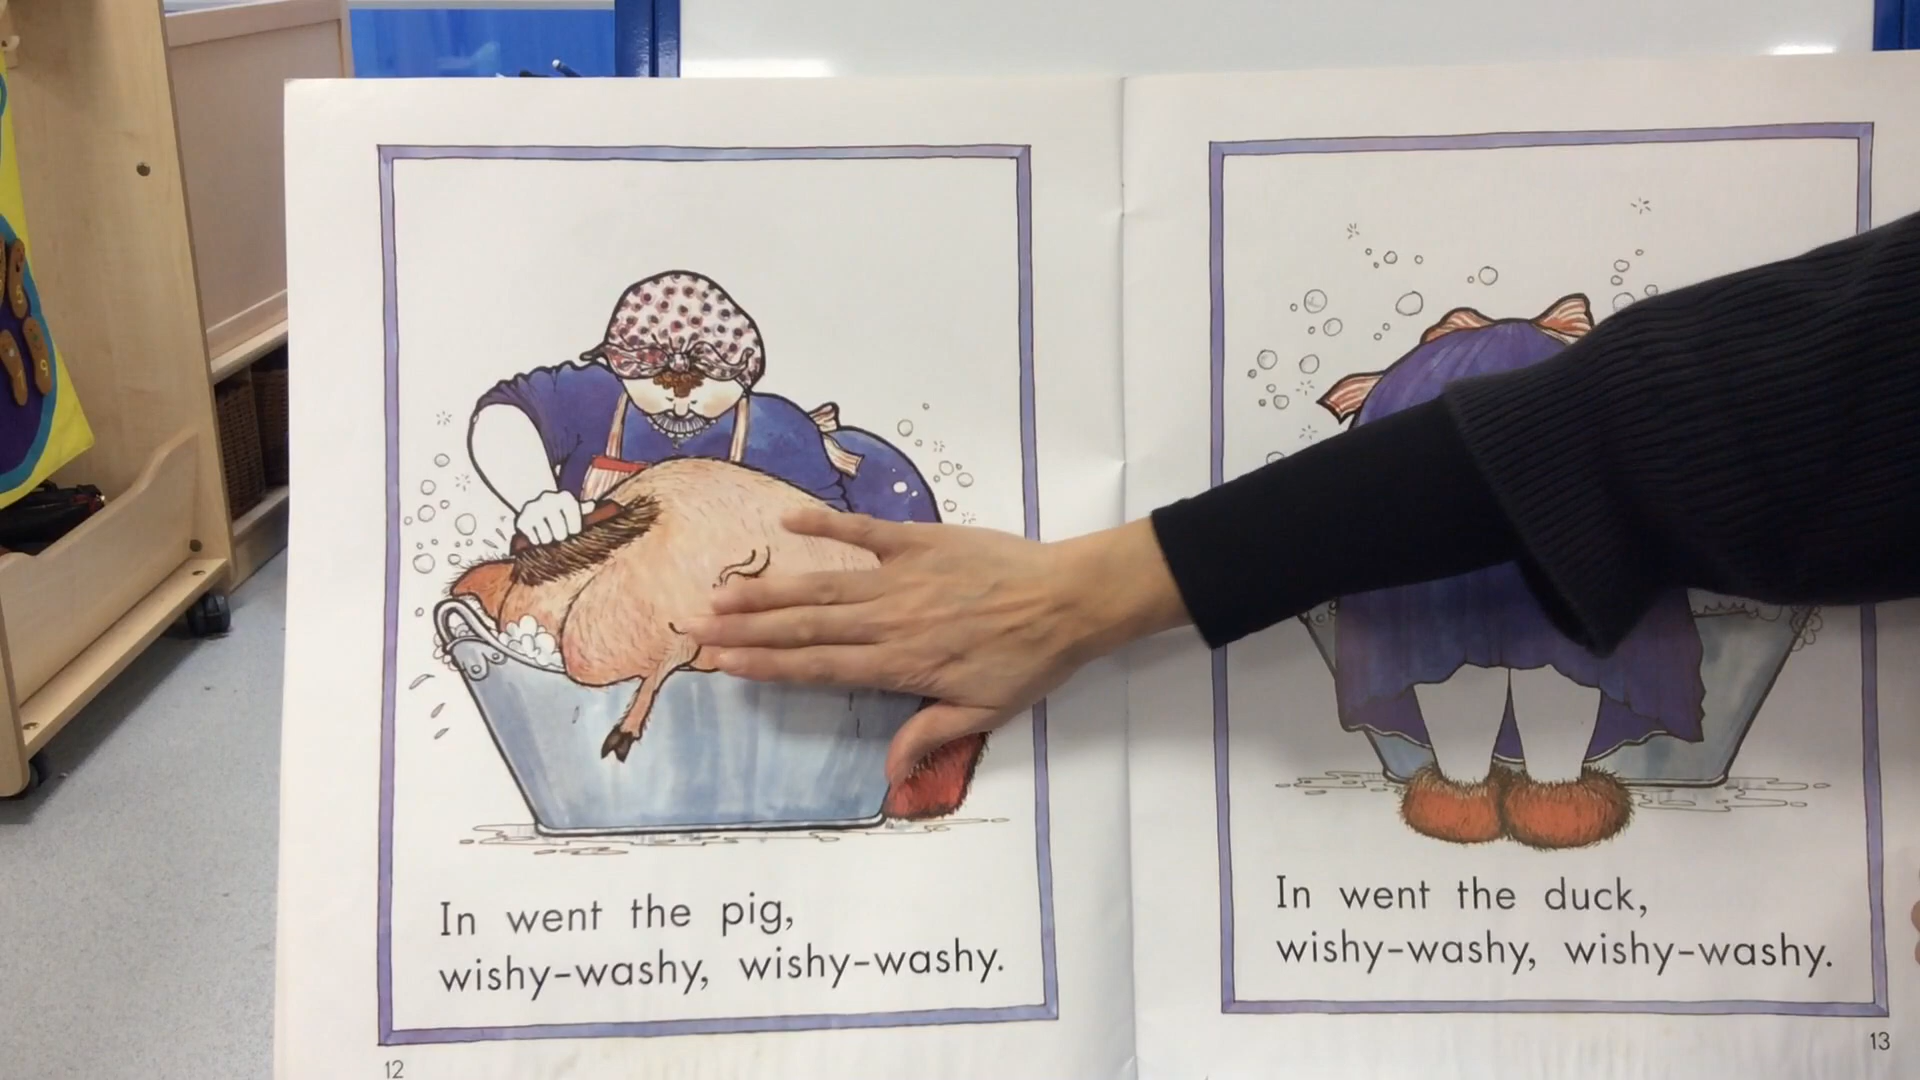 In went the pig,
wishy-washy, wishy-washy.
12
In went the duck,
wishy-washy, wishy-washy.
13